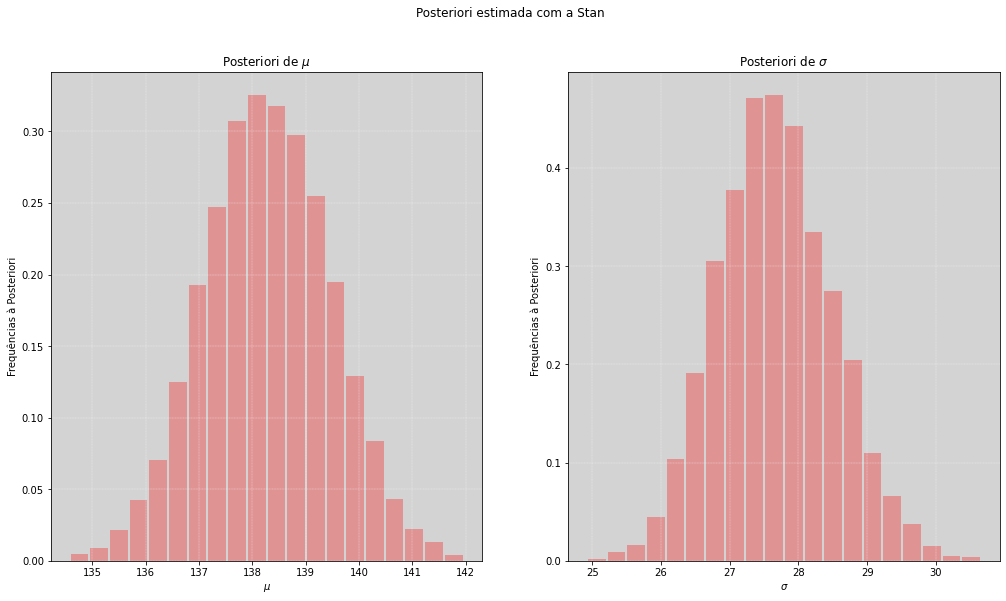 Posteriori estimada com a Stan
Posteriori de μ
Frequências à Posteriori
0.30
0.25
0.20
0.15
0.10
0.05
0.00
135 136 137 138 139 140 141 142
μ
Posteriori de σ
Frequências à Posteriori
0.4
0.3
0.2
0.1
0.0
25 26 27 28 29 30
σ